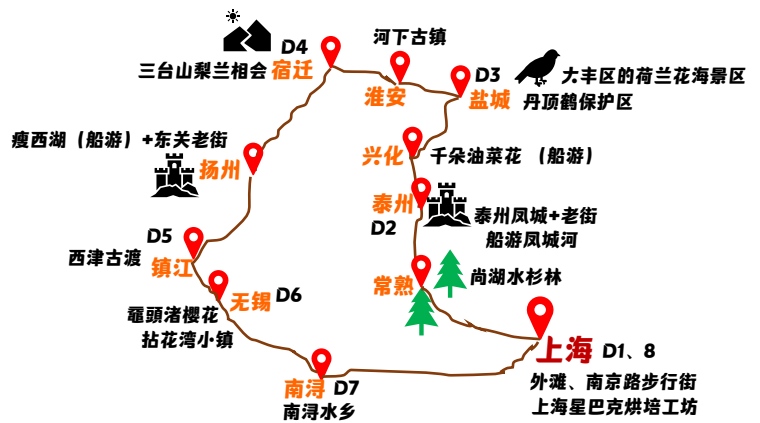 河下古镇
D4
三台山梨兰相会 宿迁
淮安
D3
盐城
大丰区的荷兰花海景区
丹顶鹤保护区
瘦西湖（船游）+东关老街
扬州
兴化
千朵油菜花 （船游）
泰州
D2
泰州凤城+老街
船游凤城河
D5
西津古渡
镇江
常熟
尚湖水杉林
无锡 D6
鼋頭渚樱花
拈花湾小镇
上海 D1、8
外滩、南京路步行街
上海星巴克烘培工坊
南浔 D7
南浔水乡